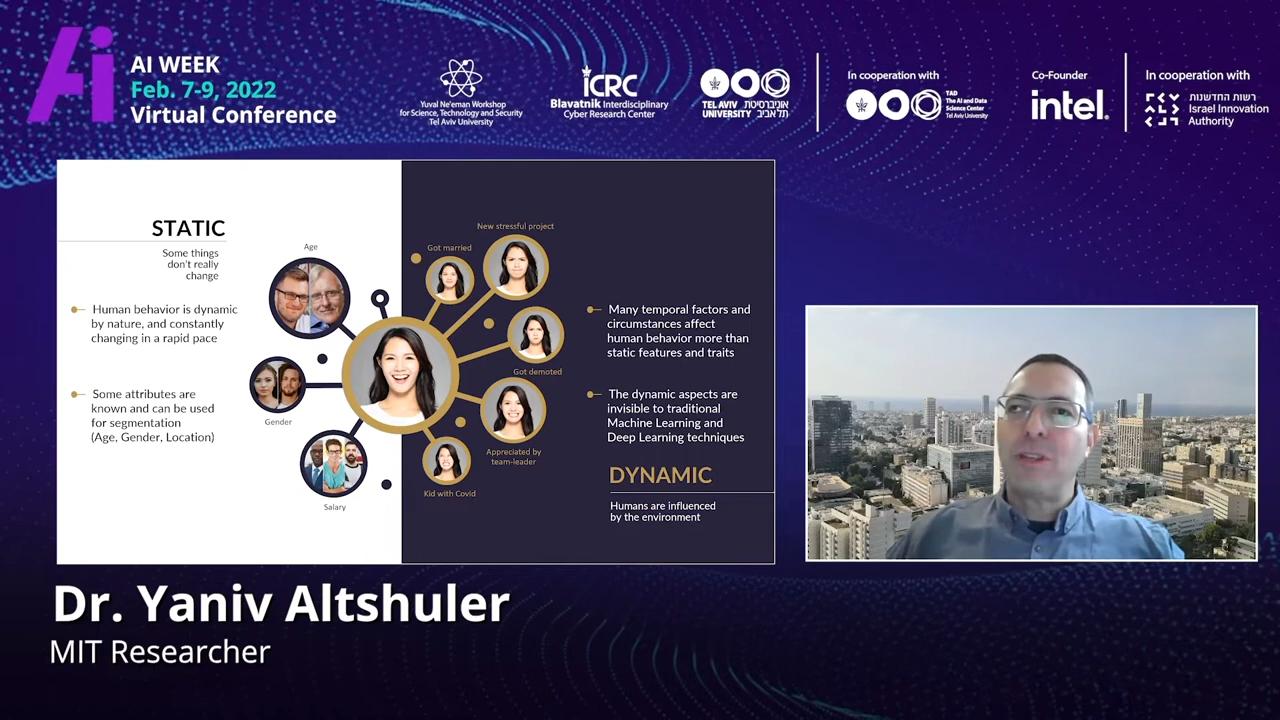 Ai
AI WEEK
Feb. 7-9, 2022
Virtual Conference
Yuval Ne'eman Workshop
for Science, Technology and Security
Tel Aviv University
iCRC
Blavatnik Interdisciplinary
Cyber Research Center
TEL AVIV אוניברסיטת
UNIVERSITY תל אביב
In cooperation with
TAD
The AI and Data
Science Center
Tel Aviv University
Co-Founder
intel.
In cooperation with
רשות החדשנות
Israel Innovation
Authority
STATIC
Some things
don't really
change
Human behavior is dynamic
by nature, and constantly
changing in a rapid pace
Some attributes are
known and can be used
for segmentation
(Age, Gender, Location)
Age
Gender
Salary
New stressful project
Got married
Got demoted
Appreciated by
team-leader
Kid with Covid
Many temporal factors and
circumstances affect
human behavior more than
static features and traits
The dynamic aspects are
invisible to traditional
Machine Learning and
Deep Learning techniques
DYNAMIC
Humans are influenced
by the environment
Dr. Yaniv Altshuler
MIT Researcher